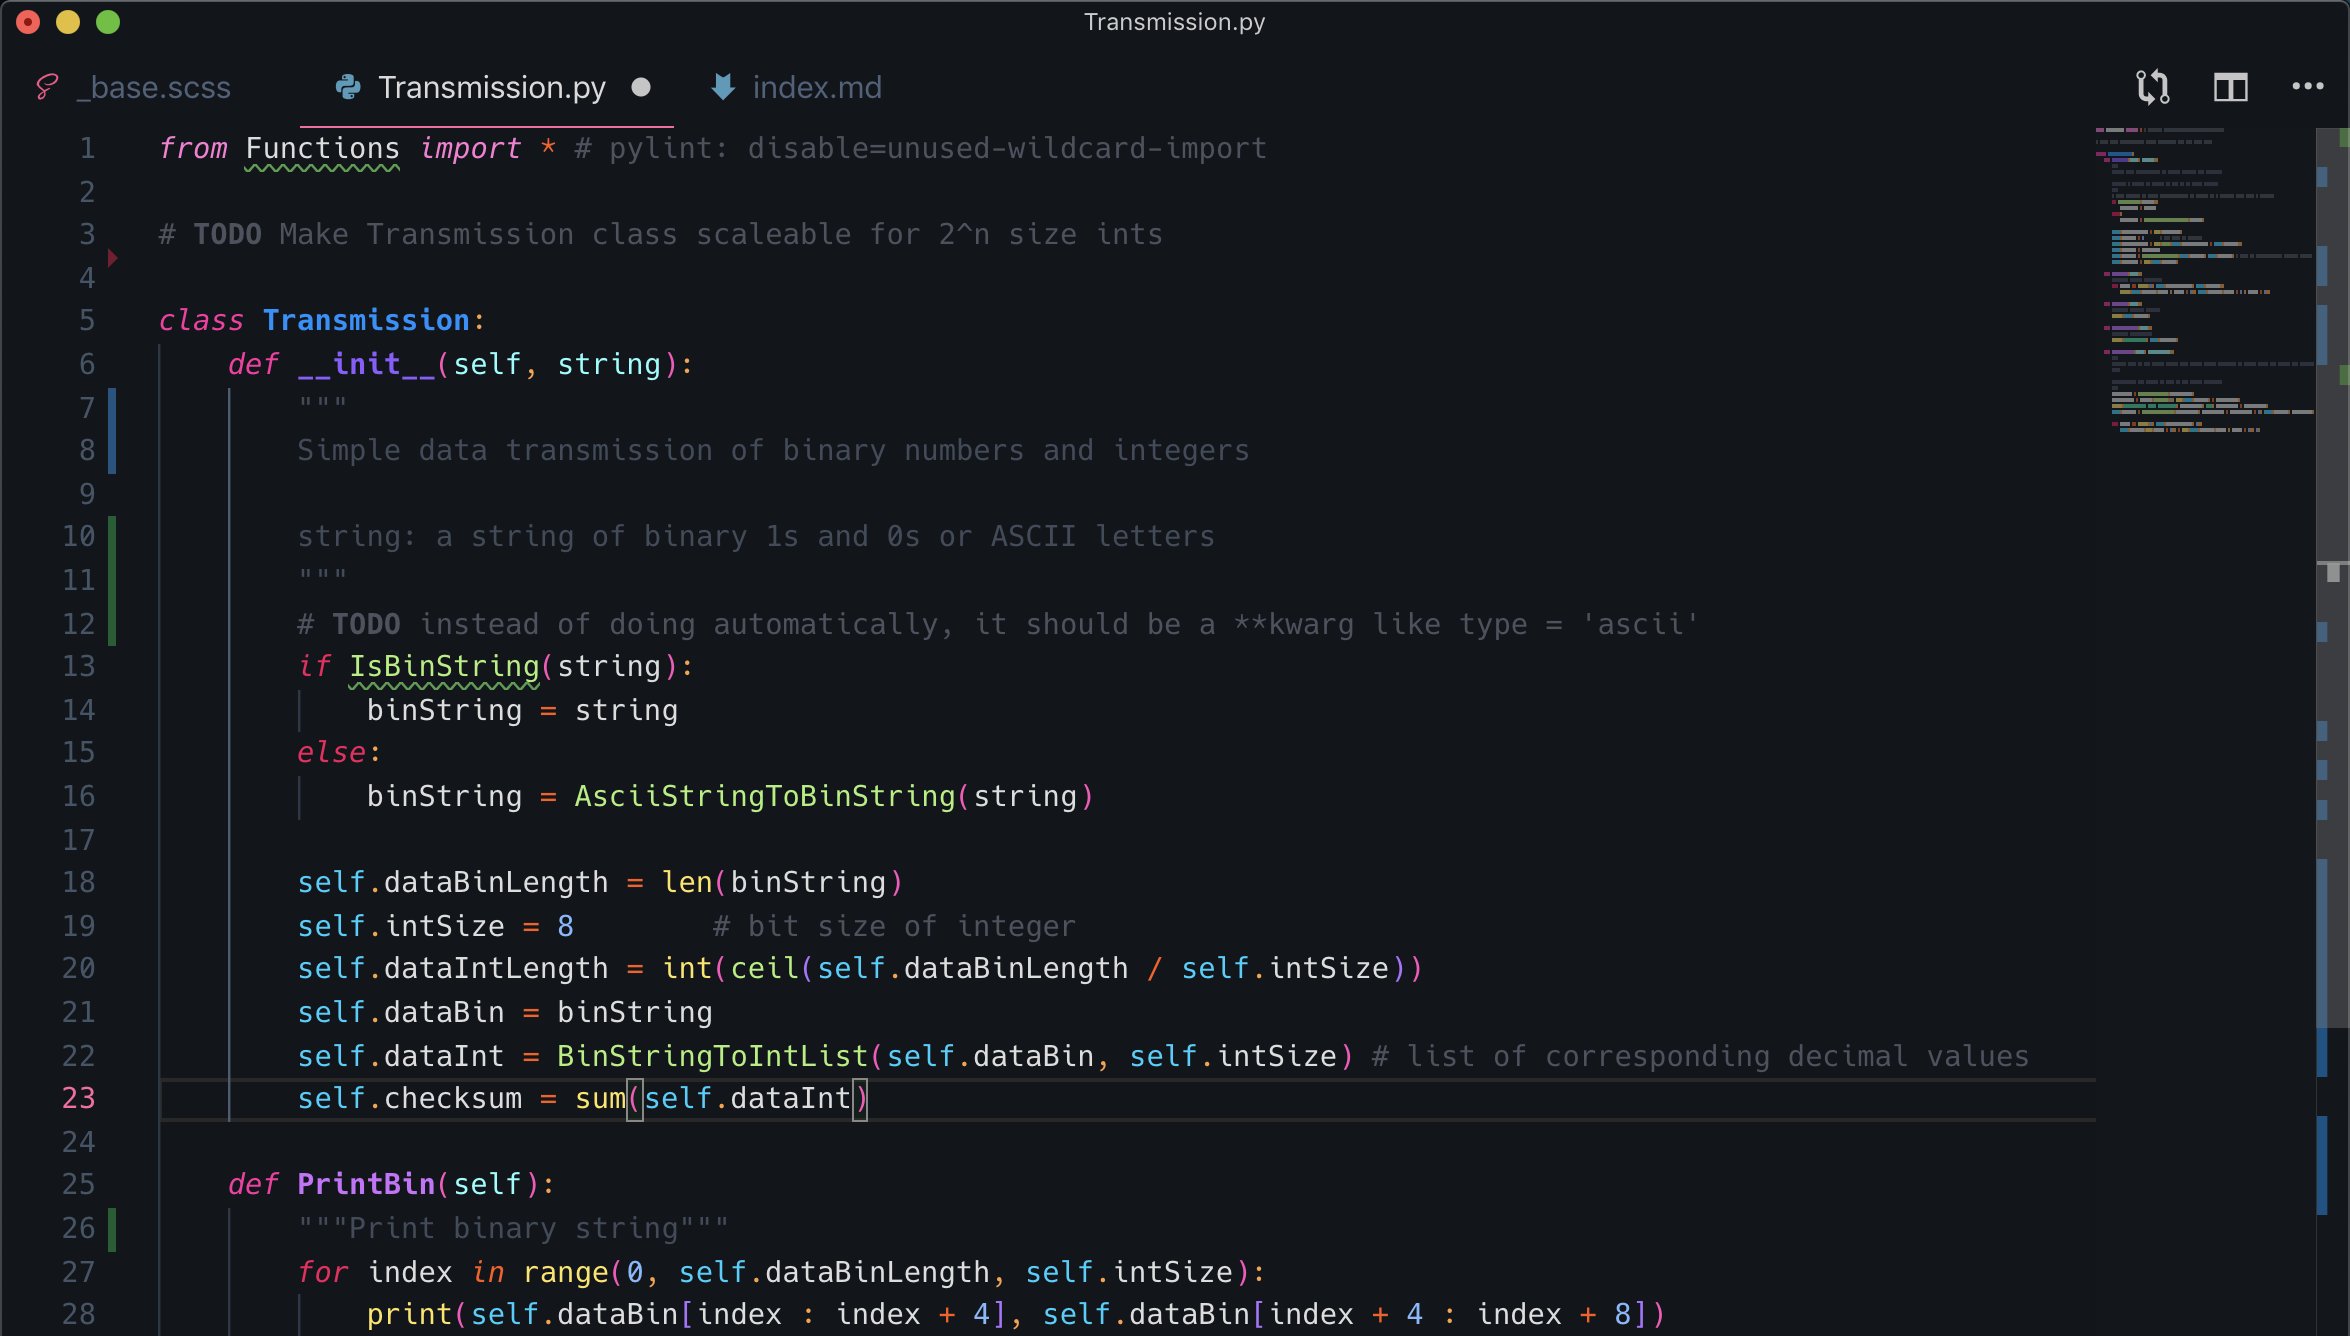 Transmission.py
_base.scss Transmission.py index.md
1 from Functions import * # pylint: disable=unused-wildcard-import
2
3 # TODO Make Transmission class scaleable for 2^n size ints
4
5 class Transmission:
6 def __init__(self, string):
7 """
8 Simple data transmission of binary numbers and integers
9
10 string: a string of binary 1s and 0s or ASCII letters
11 """
12 # TODO instead of doing automatically, it should be a **kwarg like type = 'ascii'
13 if IsBinString(string):
14 binString = string
15 else:
16 binString = AsciiStringToBinString(string)
17
18 self.dataBinLength = len(binString)
19 self.intSize = 8 # bit size of integer
20 self.dataIntLength = int(ceil(self.dataBinLength / self.intSize))
21 self.dataBin = binString
22 self.dataInt = BinStringToIntList(self.dataBin, self.intSize) # list of corresponding decimal values
23 self.checksum = sum(self.dataInt)
24
25 def PrintBin(self):
26 """Print binary string"""
27 for index in range(0, self.dataBinLength, self.intSize):
28 print(self.dataBin[index : index + 4], self.dataBin[index + 4 : index + 8])